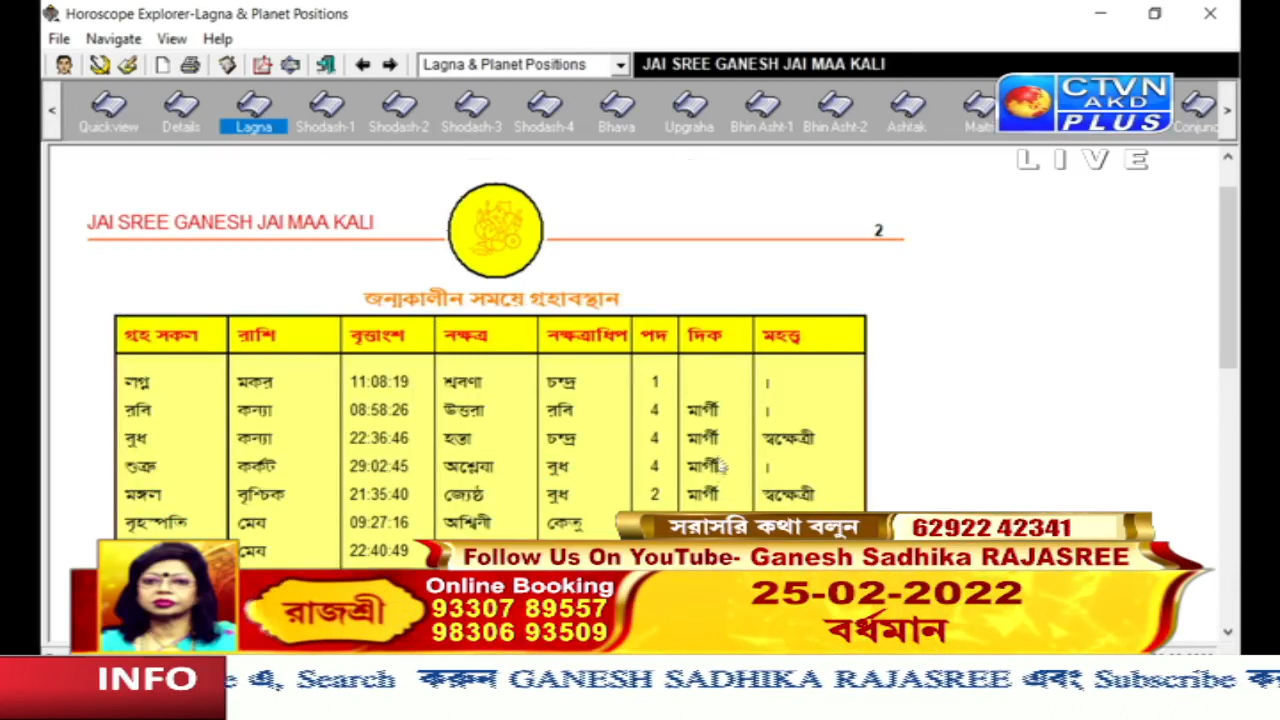 Horoscope Explorer-Lagna & Planet Positions
File Navigate View Help
Lagna & Planet Positions JAI SREE GANESH JAI MAA KALI
Quickview Details Lagna Shodash-1 Shodash-2 Shodash-3 Shodash-4 Bhava Upgraha Bhin Asht-1 Bhin Asht-2 Ashtak
CTVN
AKD
PLUS
LIVE
JAI SREE GANESH JAI MAA KALI 2
জন্মকালীন সময়ে গ্রহাবস্থান
গ্রহ সকল রাশি বৃত্তাংশ নক্ষত্র নক্ষত্রাধিপ পদ দিক মহত্ত্ব
লগ্ন মকর 11:08:19 শ্রবণা চন্দ্র 1 ।
রবি কন্যা 08:58:26 উত্তরা রবি 4 মার্গী ।
বুধ কন্যা 22:36:46 হস্তা চন্দ্র 4 মার্গী স্বক্ষেত্রী
শুক্র কর্কট 29:02:45 অশ্লেষা বুধ 4 মার্গী ।
মঙ্গল বৃশ্চিক 21:35:40 জ্যেষ্ঠ বুধ 2 মার্গী স্বক্ষেত্রী
বৃহস্পতি মেষ 09:27:16 অশ্বিনী কেতু
মেষ 22:40:49
সরাসরি কথা বলুন 62922 42341
Follow Us On YouTube- Ganesh Sadhika RAJASREE
রাজশ্রী
Online Booking
93307 89557
98306 93509
25-02-2022
বর্ধমান
INFO এ, Search করুন GANESH SADHIKA RAJASREE এবং Subscribe